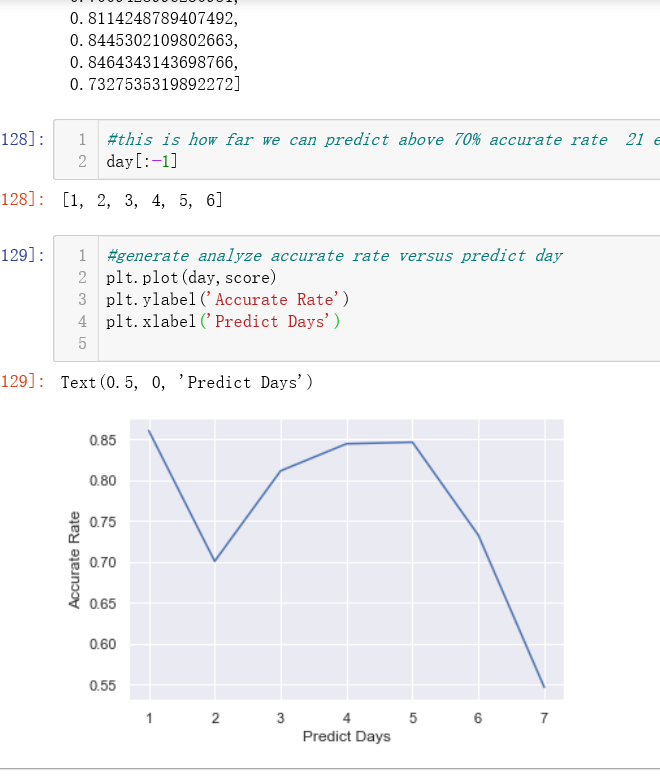 0.8114248789407492,
0.8445302109802663,
0.8464343143698766,
0.7327535319892272]
128]:
1 #this is how far we can predict above 70% accurate rate  21 e
2 day[:-1]
128]: [1, 2, 3, 4, 5, 6]
129]:
1 #generate analyze accurate rate versus predict day
2 plt.plot(day,score)
3 plt.ylabel('Accurate Rate')
4 plt.xlabel('Predict Days')
5
129]: Text(0.5, 0, 'Predict Days')
0.85
0.80
0.75
0.70
0.65
0.60
0.55
Accurate Rate
1 2 3 4 5 6 7
Predict Days